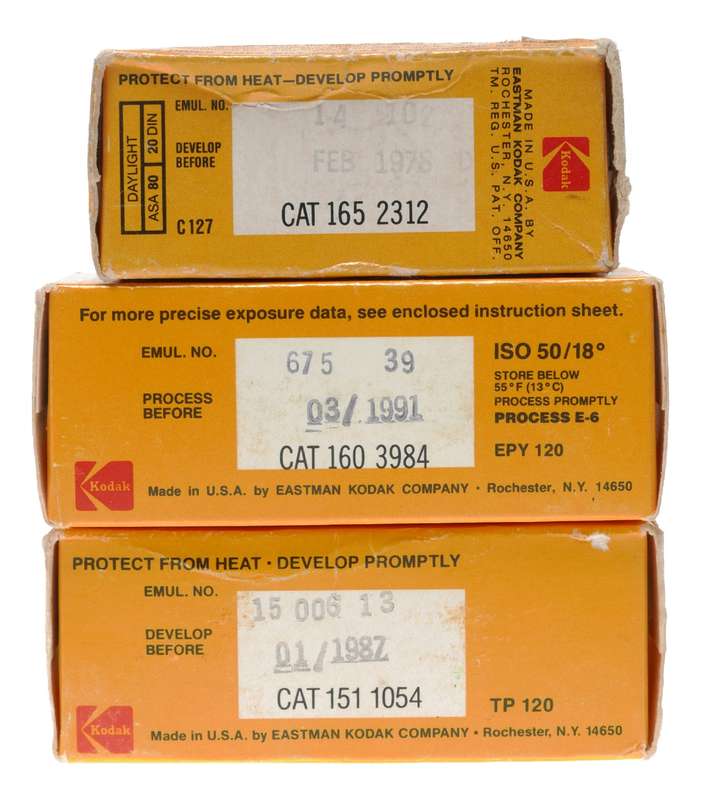 PROTECT FROM HEAT—DEVELOP PROMPTLY
DAYLIGHT
ASA 80 20 DIN
EMUL. NO.
14 102
DEVELOP
BEFORE
FEB 1976
C127
CAT 165 2312
MADE IN U.S.A. BY
EASTMAN KODAK COMPANY
ROCHESTER, N.Y. 14650
TM. REG. U.S. PAT. OFF.
Kodak
For more precise exposure data, see enclosed instruction sheet.
EMUL. NO.
675 39
PROCESS
BEFORE
03/1991
CAT 160 3984
ISO 50/18°
STORE BELOW
55°F (13°C)
PROCESS PROMPTLY
PROCESS E-6
EPY 120
Kodak
Made in U.S.A. by EASTMAN KODAK COMPANY · Rochester, N.Y. 14650
PROTECT FROM HEAT · DEVELOP PROMPTLY
EMUL. NO.
15 006 13
DEVELOP
BEFORE
01/1987
CAT 151 1054
TP 120
Kodak
Made in U.S.A. by EASTMAN KODAK COMPANY · Rochester, N.Y. 14650